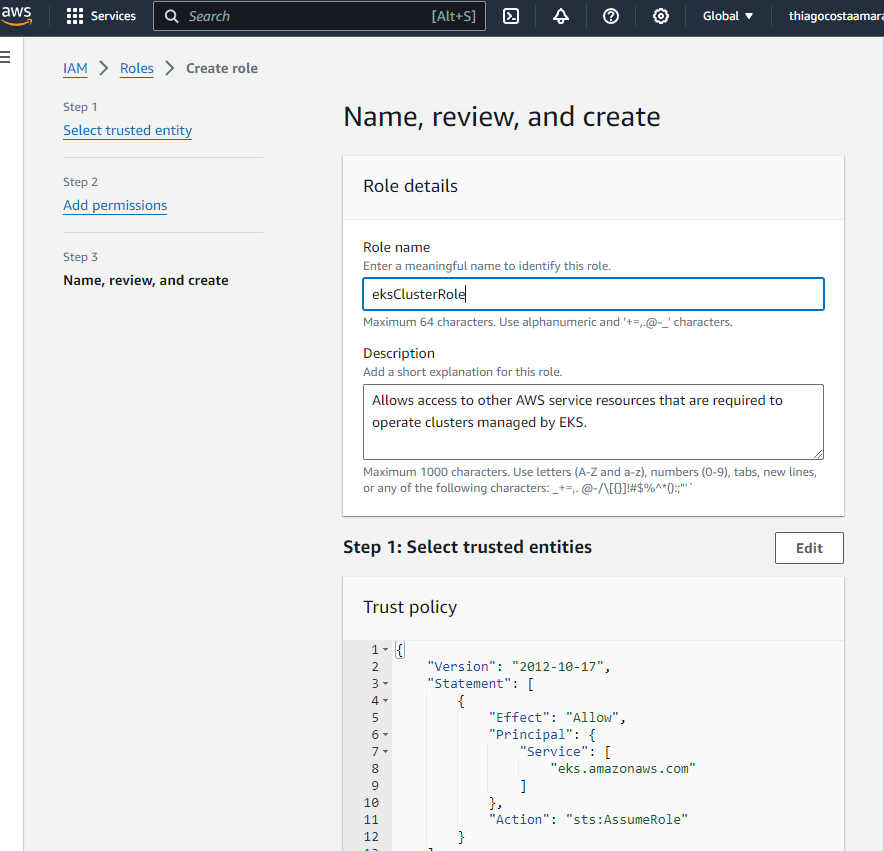 aws
Services
Search [Alt+S]
Global
thiagocostaamara
IAM > Roles > Create role
Step 1
Select trusted entity
Step 2
Add permissions
Step 3
Name, review, and create
Name, review, and create
Role details
Role name
Enter a meaningful name to identify this role.
eksClusterRole
Maximum 64 characters. Use alphanumeric and '+=,.@-_' characters.
Description
Add a short explanation for this role.
Allows access to other AWS service resources that are required to
operate clusters managed by EKS.
Maximum 1000 characters. Use letters (A-Z and a-z), numbers (0-9), tabs, new lines,
or any of the following characters: _+=,. @-/\[{}]!#$%^*();:"'`
Step 1: Select trusted entities
Edit
Trust policy
1 {
2 "Version": "2012-10-17",
3 "Statement": [
4 {
5 "Effect": "Allow",
6 "Principal": {
7 "Service": [
8 "eks.amazonaws.com"
9 ]
10 },
11 "Action": "sts:AssumeRole"
12 }